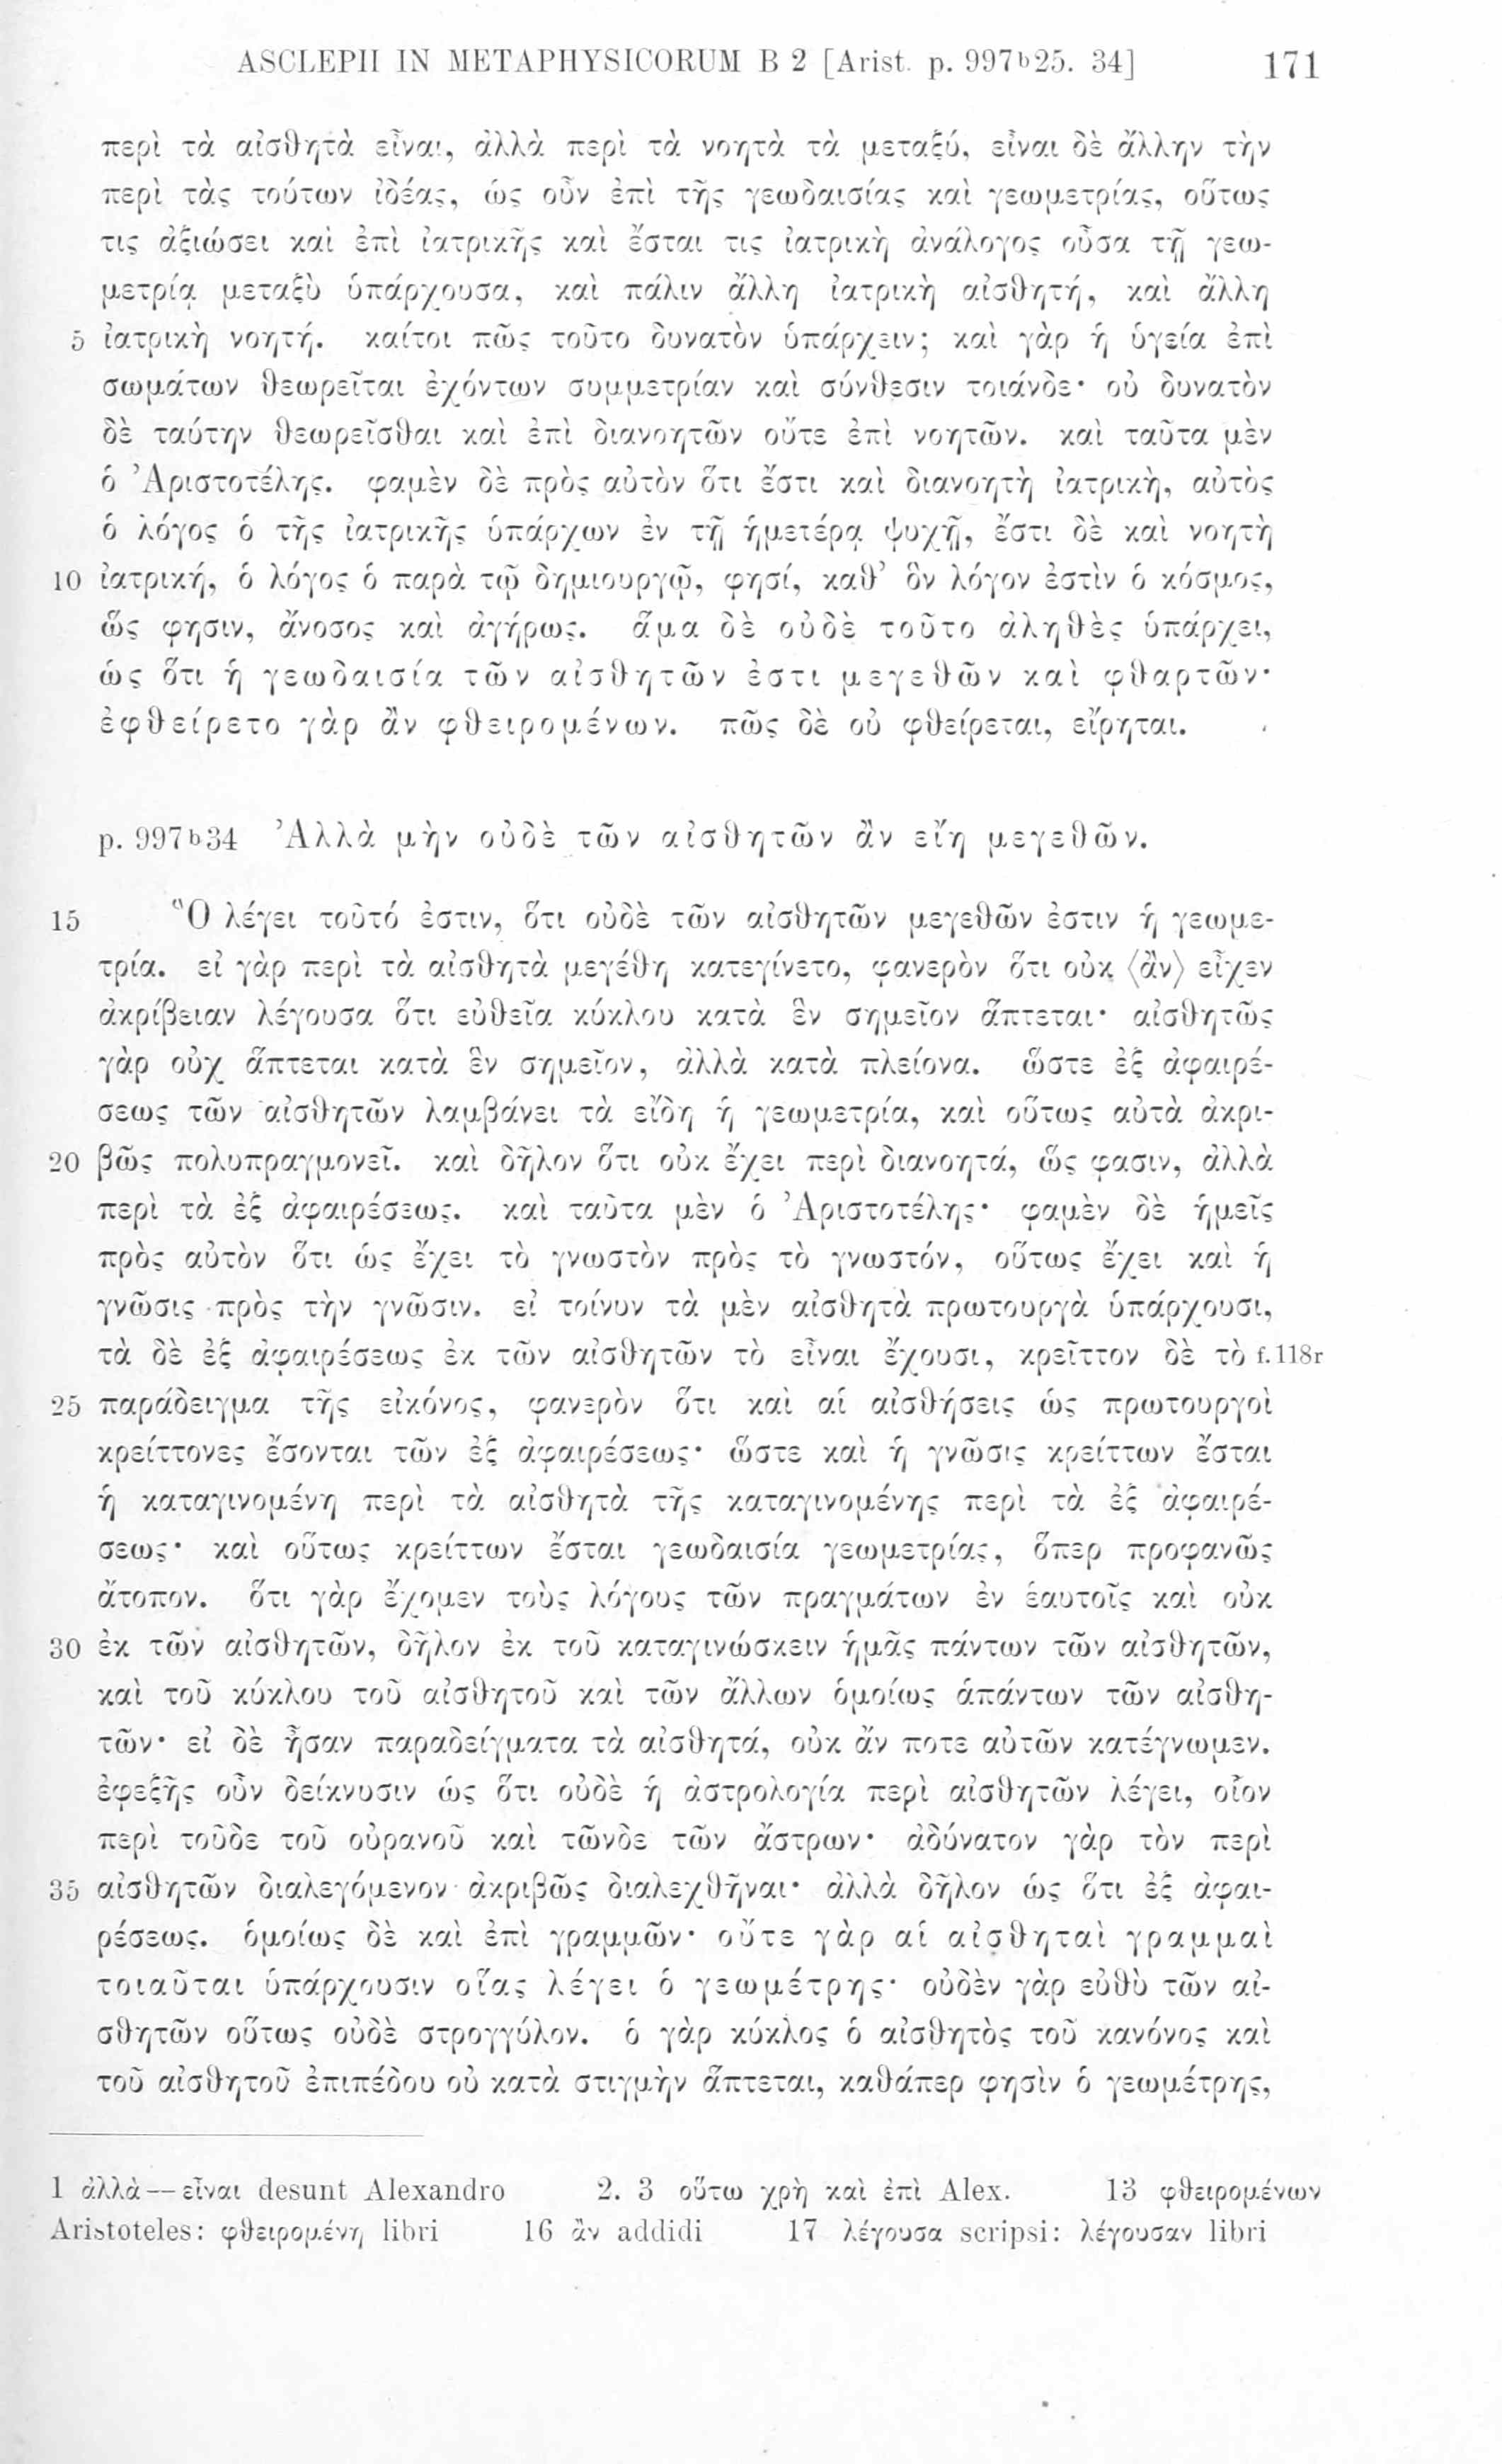 ASCLEPII IN METAPHYSICORUM B 2 [Arist. p. 997b25. 34] 171
περὶ τὰ αἰσθητὰ εἶναι, ἀλλὰ περὶ τὰ νοητὰ τὰ μεταξύ, εἶναι δὲ ἄλλην τὴν
περὶ τὰς τούτων ἰδέας, ὡς οὖν ἐπὶ τῆς γεωδαισίας καὶ γεωμετρίας, οὕτως
τις ἀξιώσει καὶ ἐπὶ ἰατρικῆς καὶ ἔσται τις ἰατρικὴ ἀνάλογος οὖσα τῇ γεω-
μετρίᾳ μεταξὺ ὑπάρχουσα, καὶ πάλιν ἄλλη ἰατρικὴ αἰσθητή, καὶ ἄλλη
5 ἰατρικὴ νοητή. καίτοι πῶς τοῦτο δυνατὸν ὑπάρχειν; καὶ γὰρ ἡ ὑγεία ἐπὶ
σωμάτων θεωρεῖται ἐχόντων συμμετρίαν καὶ σύνθεσιν τοιάνδε· οὐ δυνατὸν
δὲ ταύτην θεωρεῖσθαι καὶ ἐπὶ διανοητῶν οὔτε ἐπὶ νοητῶν. καὶ ταῦτα μὲν
ὁ Ἀριστοτέλης. φαμὲν δὲ πρὸς αὐτὸν ὅτι ἔστι καὶ διανοητὴ ἰατρικὴ, αὐτὸς
ὁ λόγος ὁ τῆς ἰατρικῆς ὑπάρχων ἐν τῇ ἡμετέρᾳ ψυχῇ, ἔστι δὲ καὶ νοητὴ
10 ἰατρική, ὁ λόγος ὁ παρὰ τῷ δημιουργῷ, φησί, καθ’ ὃν λόγον ἐστὶν ὁ κόσμος,
ὥς φησιν, ἄνοσος καὶ ἀγήρως. ἅμα δὲ οὐδὲ τοῦτο ἀληθὲς ὑπάρχει,
ὡς ὅτι ἡ γεωδαισία τῶν αἰσθητῶν ἐστι μεγεθῶν καὶ φθαρτῶν·
ἐφθείρετο γὰρ ἂν φθειρομένων. πῶς δὲ οὐ φθείρεται, εἴρηται.
p. 997b34 Ἀλλὰ μὴν οὐδὲ τῶν αἰσθητῶν ἂν εἴη μεγεθῶν.
15 Ὃ λέγει τοῦτό ἐστιν, ὅτι οὐδὲ τῶν αἰσθητῶν μεγεθῶν ἐστιν ἡ γεωμε-
τρία. εἰ γὰρ περὶ τὰ αἰσθητὰ μεγέθη κατεγίνετο, φανερὸν ὅτι οὐκ ⟨ἂν⟩ εἶχεν
ἀκρίβειαν λέγουσα ὅτι εὐθεῖα κύκλου κατὰ ἓν σημεῖον ἅπτεται· αἰσθητῶς
γὰρ οὐχ ἅπτεται κατὰ ἓν σημεῖον, ἀλλὰ κατὰ πλείονα. ὥστε ἐξ ἀφαιρέ-
σεως τῶν αἰσθητῶν λαμβάνει τὰ εἴδη ἡ γεωμετρία, καὶ οὕτως αὐτὰ ἀκρι-
20 βῶς πολυπραγμονεῖ. καὶ δῆλον ὅτι οὐκ ἔχει περὶ διανοητά, ὥς φασιν, ἀλλὰ
περὶ τὰ ἐξ ἀφαιρέσεως. καὶ ταῦτα μὲν ὁ Ἀριστοτέλης· φαμὲν δὲ ἡμεῖς
πρὸς αὐτὸν ὅτι ὡς ἔχει τὸ γνωστὸν πρὸς τὸ γνωστόν, οὕτως ἔχει καὶ ἡ
γνῶσις πρὸς τὴν γνῶσιν. εἰ τοίνυν τὰ μὲν αἰσθητὰ πρωτουργὰ ὑπάρχουσι,
τὰ δὲ ἐξ ἀφαιρέσεως ἐκ τῶν αἰσθητῶν τὸ εἶναι ἔχουσι, κρεῖττον δὲ τὸ f. 118r
25 παράδειγμα τῆς εἰκόνος, φανερὸν ὅτι καὶ αἱ αἰσθήσεις ὡς πρωτουργοὶ
κρείττονες ἔσονται τῶν ἐξ ἀφαιρέσεως· ὥστε καὶ ἡ γνῶσις κρείττων ἔσται
ἡ καταγινομένη περὶ τὰ αἰσθητὰ τῆς καταγινομένης περὶ τὰ ἐξ ἀφαιρέ-
σεως· καὶ οὕτως κρείττων ἔσται γεωδαισία γεωμετρίας, ὅπερ προφανῶς
ἄτοπον. ὅτι γὰρ ἔχομεν τοὺς λόγους τῶν πραγμάτων ἐν ἑαυτοῖς καὶ οὐκ
30 ἐκ τῶν αἰσθητῶν, δῆλον ἐκ τοῦ καταγινώσκειν ἡμᾶς πάντων τῶν αἰσθητῶν,
καὶ τοῦ κύκλου τοῦ αἰσθητοῦ καὶ τῶν ἄλλων ὁμοίως ἁπάντων τῶν αἰσθη-
τῶν· εἰ δὲ ἦσαν παραδείγματα τὰ αἰσθητά, οὐκ ἄν ποτε αὐτῶν κατέγνωμεν.
ἐφεξῆς οὖν δείκνυσιν ὡς ὅτι οὐδὲ ἡ ἀστρολογία περὶ αἰσθητῶν λέγει, οἷον
περὶ τοῦδε τοῦ οὐρανοῦ καὶ τῶνδε τῶν ἄστρων· ἀδύνατον γὰρ τὸν περὶ
35 αἰσθητῶν διαλεγόμενον ἀκριβῶς διαλεχθῆναι· ἀλλὰ δῆλον ὡς ὅτι ἐξ ἀφαι-
ρέσεως. ὁμοίως δὲ καὶ ἐπὶ γραμμῶν· οὔτε γὰρ αἱ αἰσθηταὶ γραμμαὶ
τοιαῦται ὑπάρχουσιν οἵας λέγει ὁ γεωμέτρης· οὐδὲν γὰρ εὐθὺ τῶν αἰ-
σθητῶν οὕτως οὐδὲ στρογγύλον. ὁ γὰρ κύκλος ὁ αἰσθητὸς τοῦ κανόνος καὶ
τοῦ αἰσθητοῦ ἐπιπέδου οὐ κατὰ στιγμὴν ἅπτεται, καθάπερ φησὶν ὁ γεωμέτρης,
1 ἀλλὰ—εἶναι desunt Alexandro 2. 3 οὕτω χρὴ καὶ ἐπὶ Alex. 13 φθειρομένων
Aristoteles: φθειρομένη libri 16 ἂν addidi 17 λέγουσα scripsi: λέγουσαν libri